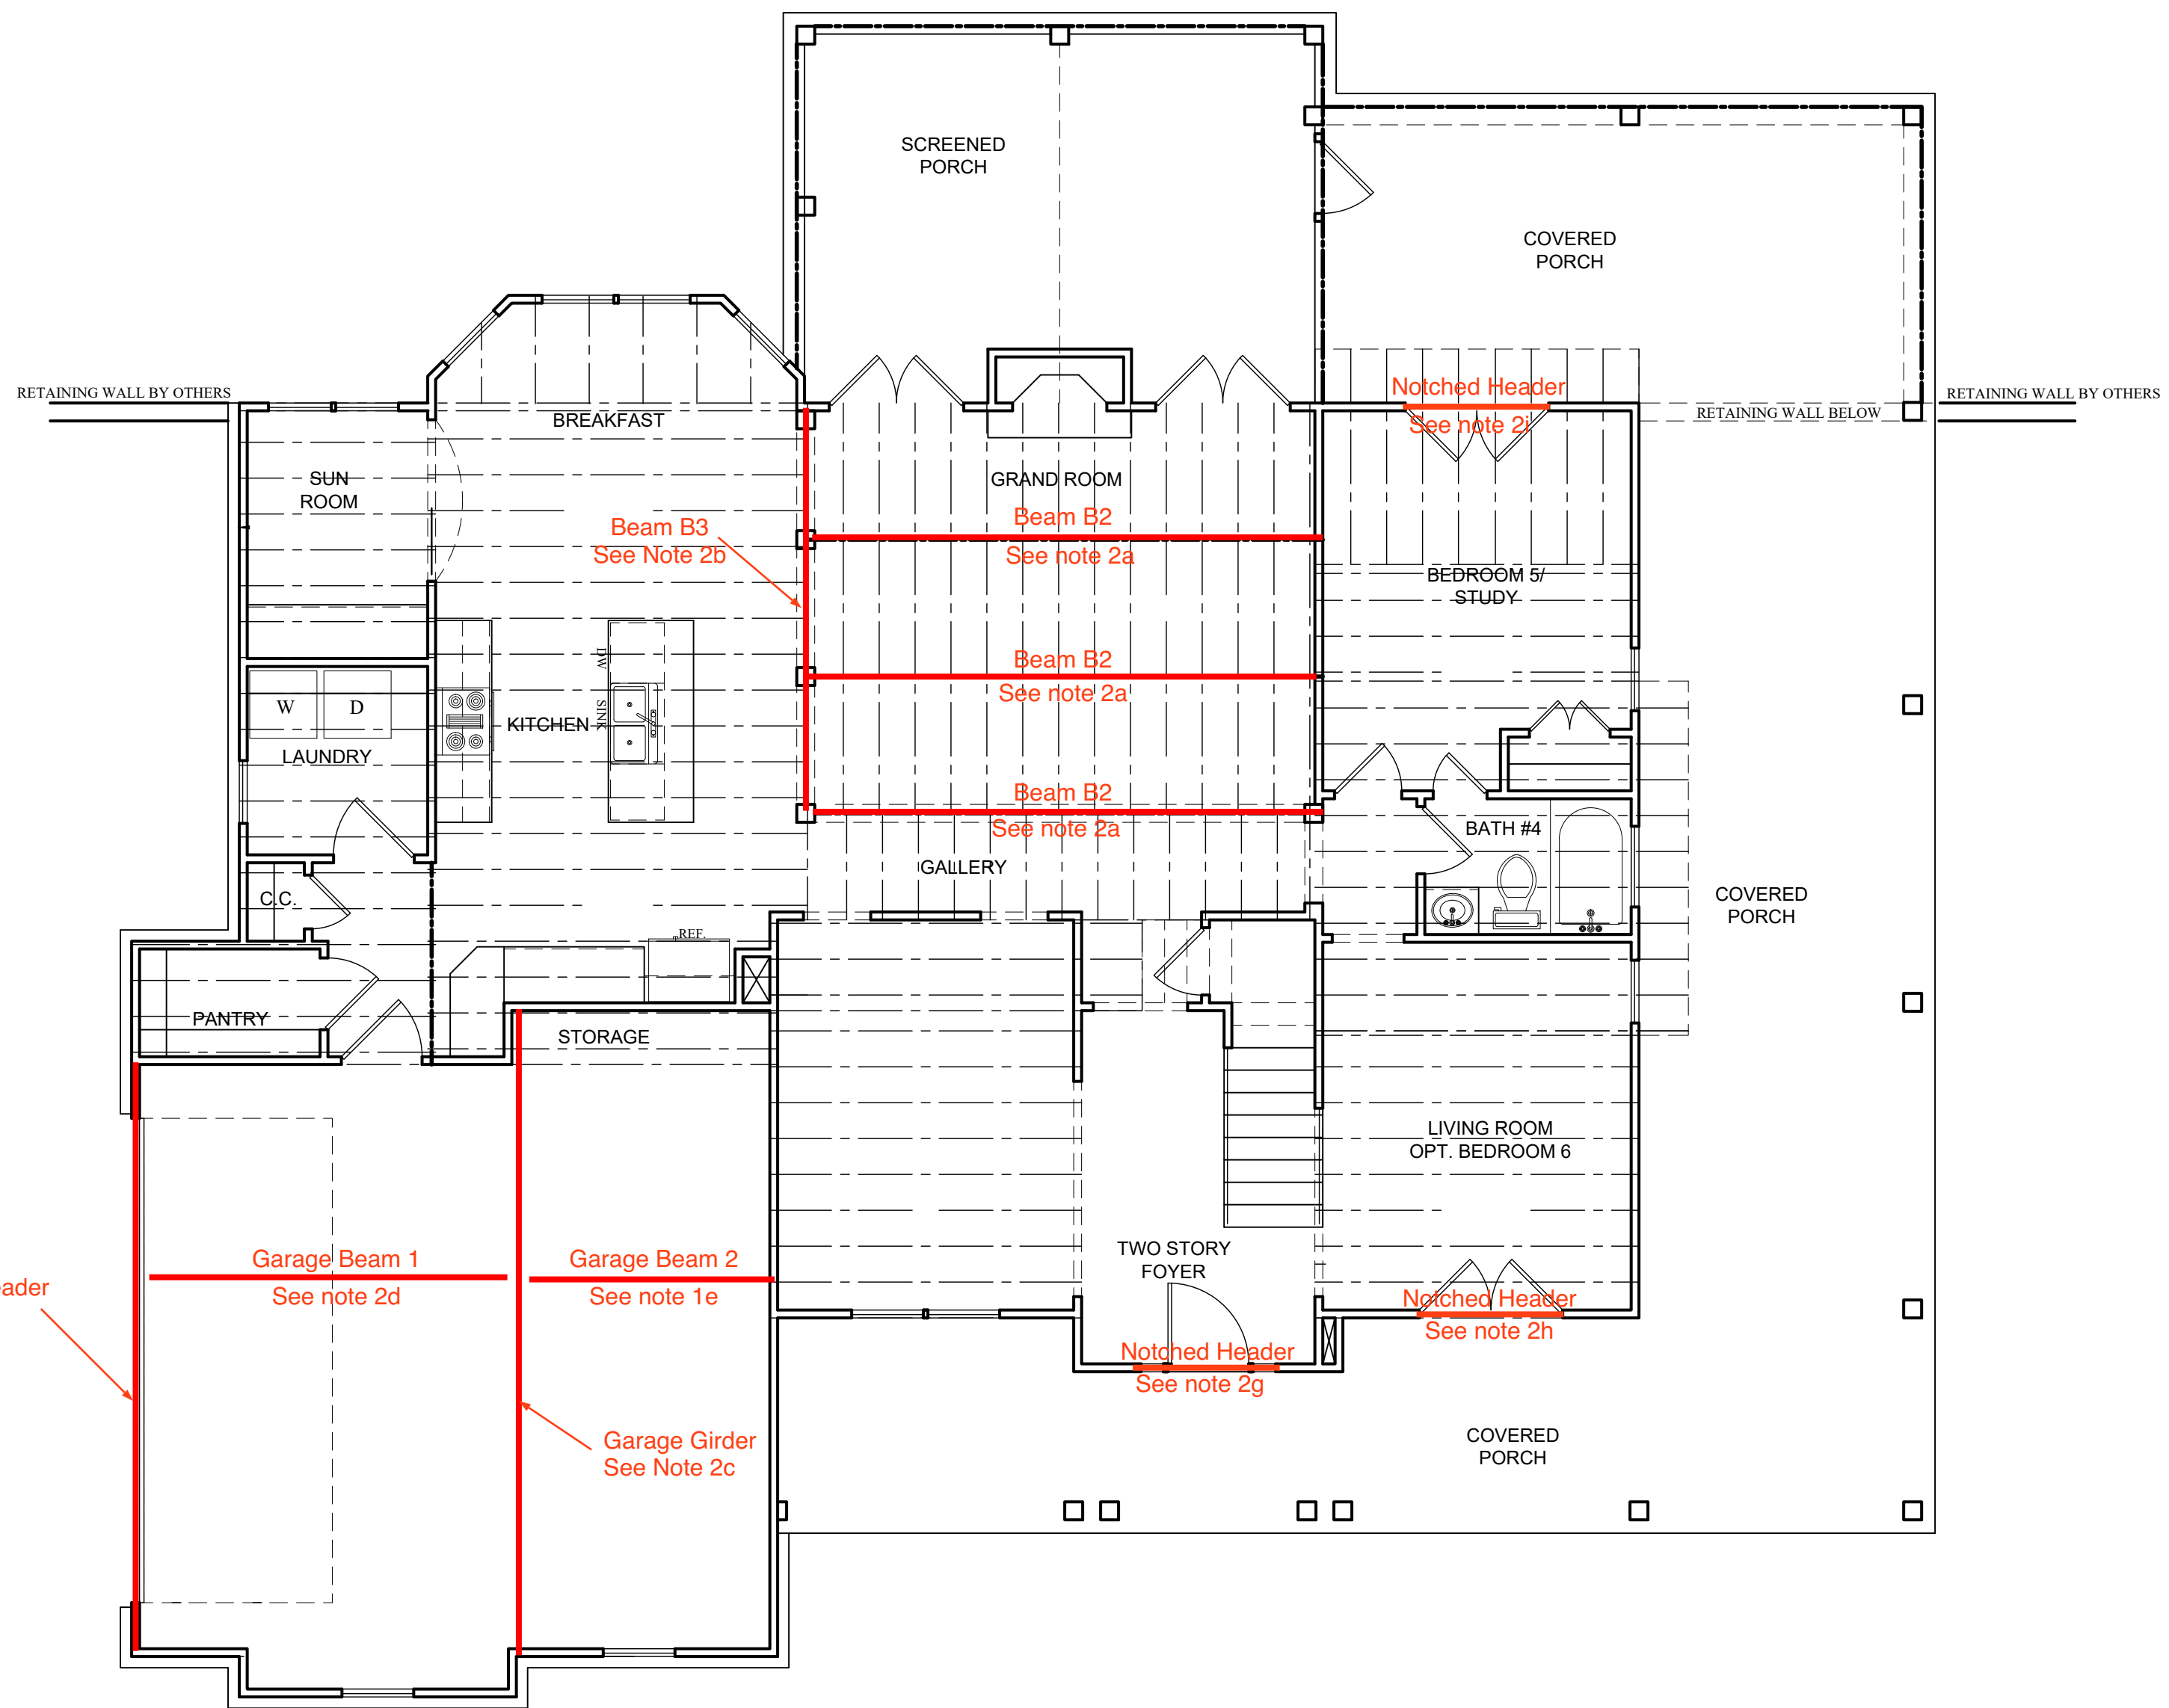 SCREENED
PORCH
COVERED
PORCH
RETAINING WALL BY OTHERS
BREAKFAST
Notched Header
See note 2i
RETAINING WALL BELOW
RETAINING WALL BY OTHERS
SUN
ROOM
GRAND ROOM
Beam B3
See Note 2b
Beam B2
See note 2a
BEDROOM 5/
STUDY
DW
SINK
KITCHEN
W
D
LAUNDRY
Beam B2
See note 2a
Beam B2
See note 2a
BATH #4
GALLERY
C.C.
COVERED
PORCH
REF.
PANTRY
STORAGE
LIVING ROOM
OPT. BEDROOM 6
TWO STORY
FOYER
Garage Beam 1
See note 2d
Garage Beam 2
See note 1e
Notched Header
See note 2h
Notched Header
See note 2g
Garage Girder
See Note 2c
COVERED
PORCH